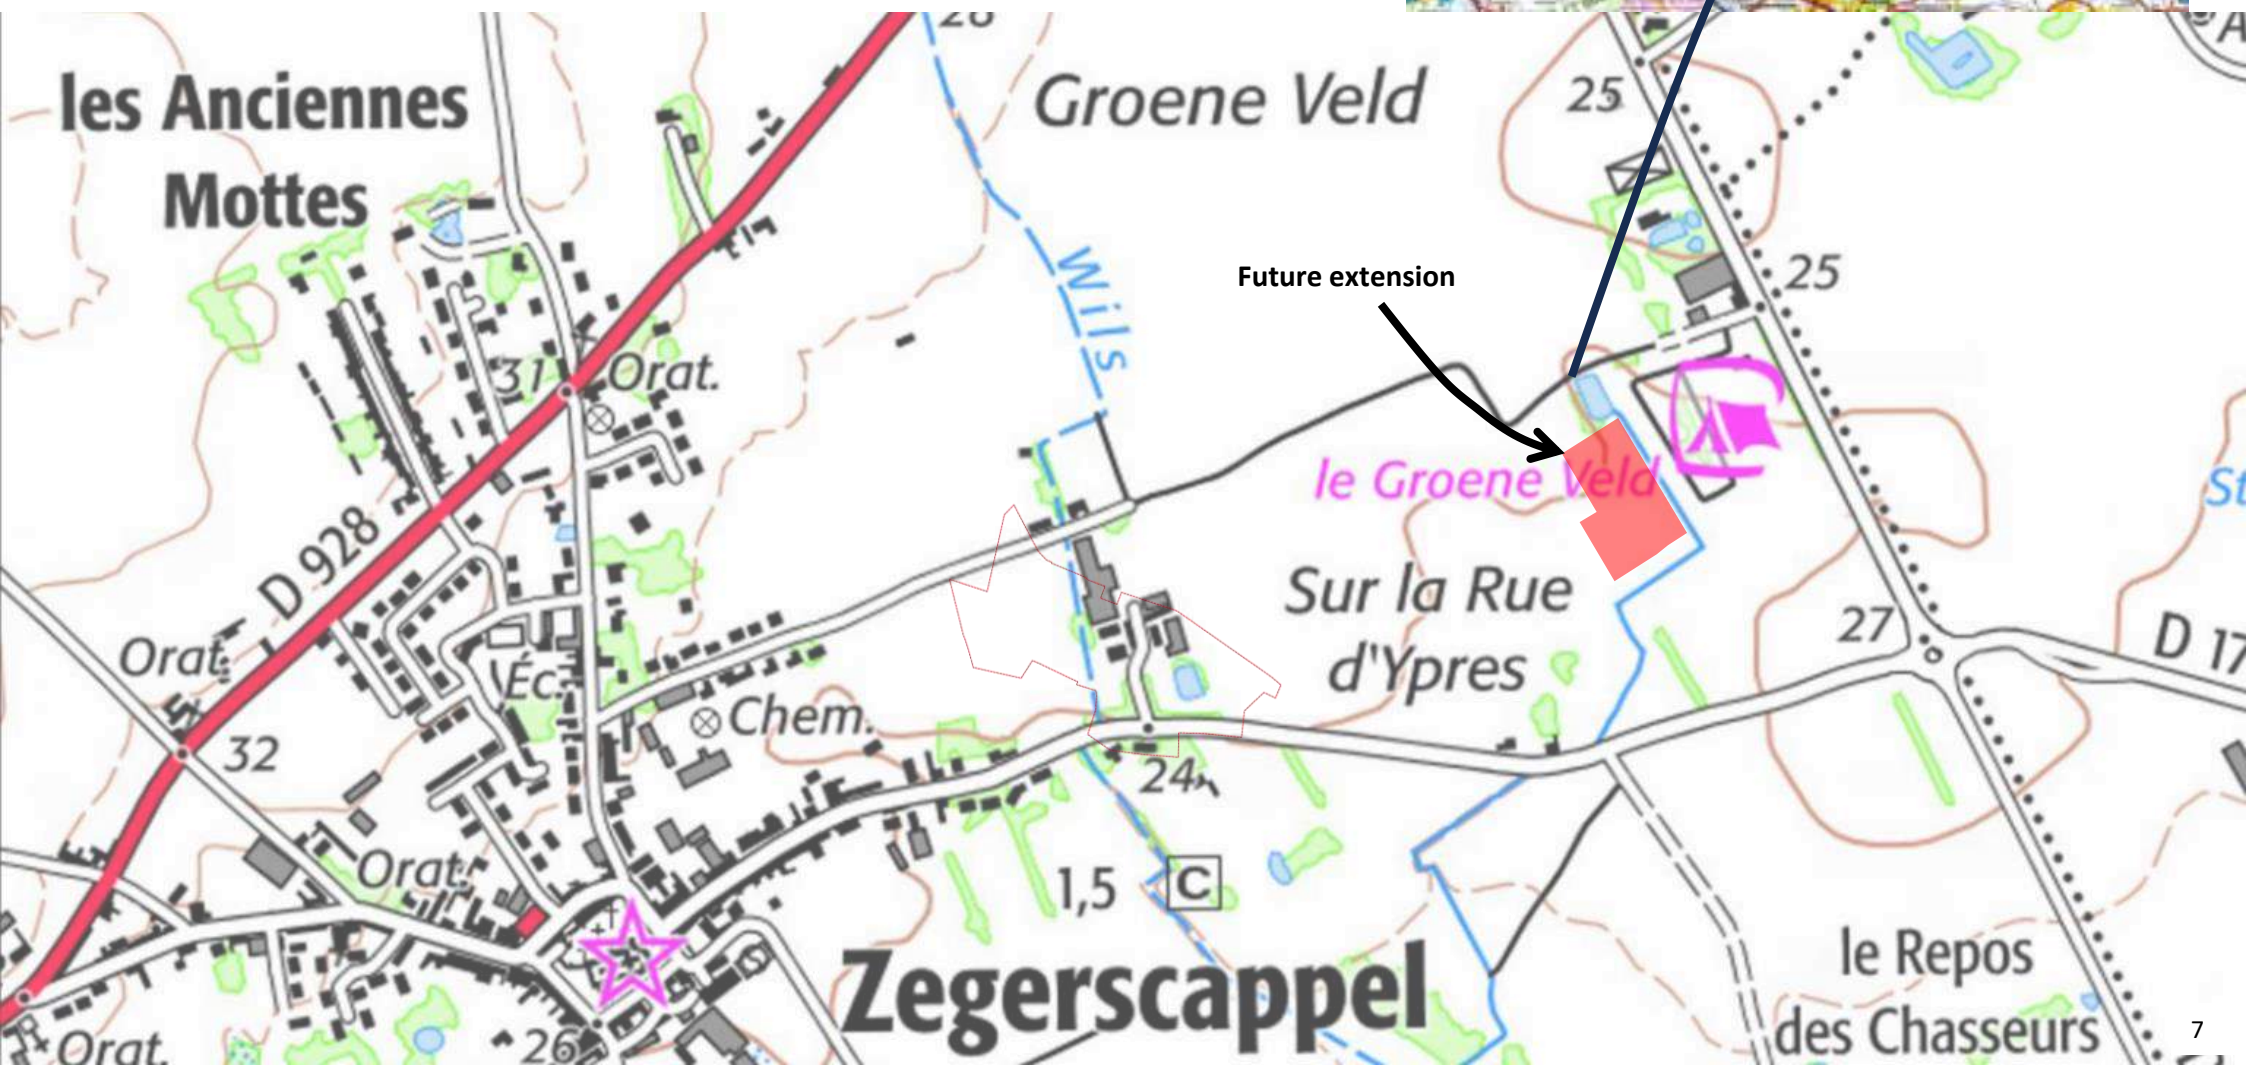 28
Groene Veld
25
les Anciennes
Mottes
Wils
25
Future extension
31
Orat.
le Groene Veld
D 928
Sur la Rue
d'Ypres
27
D 17
Orat.
Éc.
Chem.
32
24
Orat.
1,5
C
le Repos
Zegerscappel
des Chasseurs
26
Orat.
7